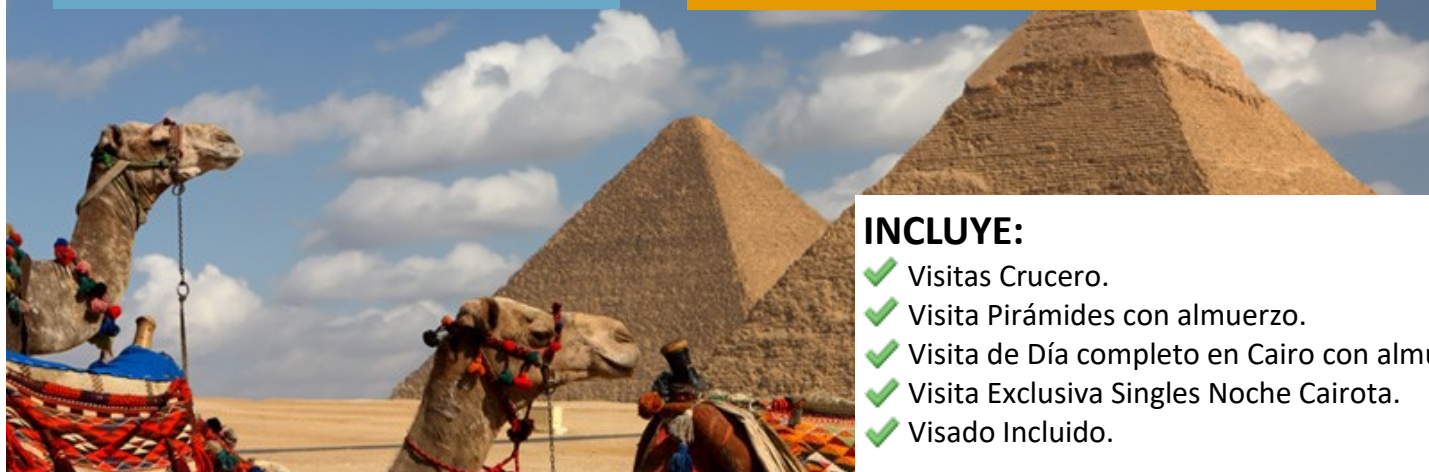 INCLUYE:
Visitas Crucero.
Visita Pirámides con almuerzo.
Visita de Día completo en Cairo con
Visita Exclusiva Singles Noche Cairota.
Visado Incluido.